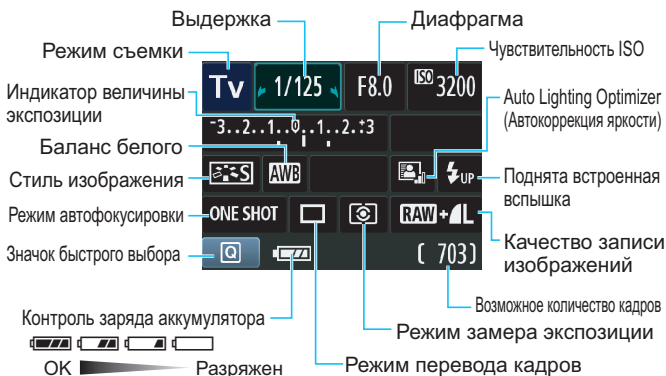 Выдержка
Диафрагма
Режим съемки
Чувствительность ISO
Tv 1/125 F8.0 ISO 3200
Индикатор величины
экспозиции
Auto Lighting Optimizer
(Автокоррекция яркости)
-3..2..1..0..1..2.:+3
Баланс белого
Стиль изображения
S AWB UP
Поднята встроенная
вспышка
Режим автофокусировки
ONE SHOT RAW+L
Качество записи
изображений
Значок быстрого выбора
Q ( 703)
Возможное количество кадров
Контроль заряда аккумулятора
Режим замера экспозиции
OK Разряжен
Режим перевода кадров